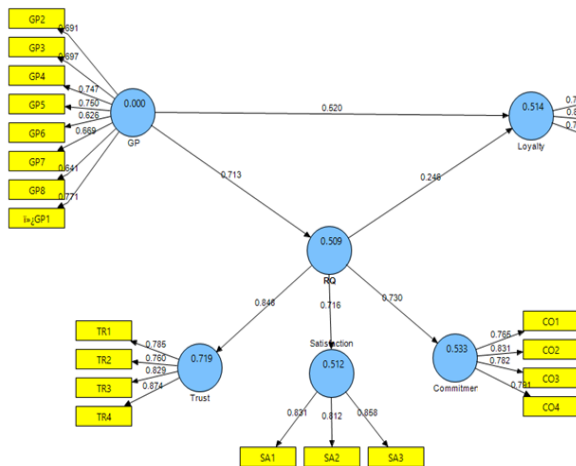 GP2
0.691
GP3
0.697
GP4
0.747
GP5
0.750
GP6
0.626
GP7
0.669
GP8
0.641
ï»¿GP1
0.771
0.000
GP
0.520
0.514
Loyalty
0.713
0.246
0.509
RQ
0.848
0.716
0.730
TR1
0.785
TR2
0.760
TR3
0.829
TR4
0.874
0.719
Trust
Satisfaction
0.512
0.831
0.812
0.858
SA1
SA2
SA3
0.533
Commitmer
CO1
0.765
CO2
0.831
CO3
0.782
CO4
0.791